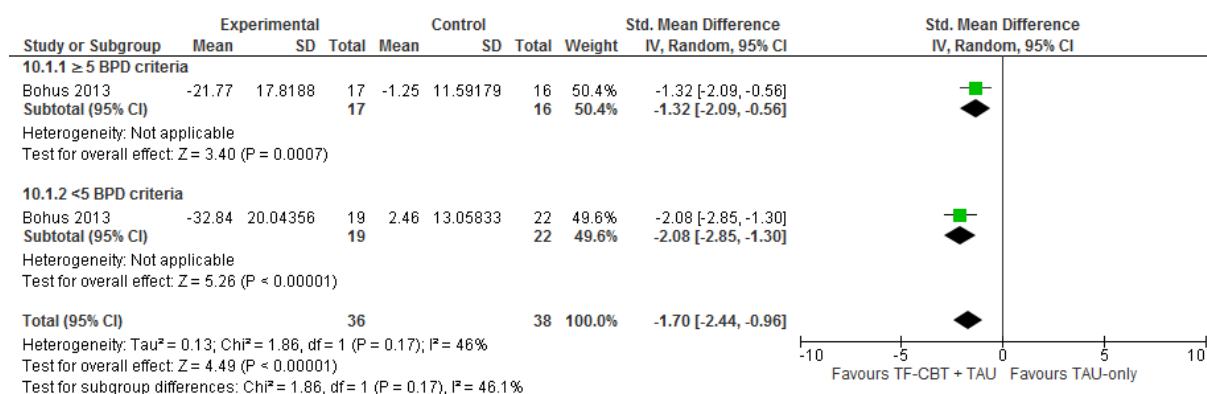 Experimental Control Std. Mean Difference Std. Mean Difference
Study or Subgroup Mean SD Total Mean SD Total Weight IV, Random, 95% CI IV, Random, 95% CI
10.1.1 ≥ 5 BPD criteria
Bohus 2013 -21.77 17.8188 17 -1.25 11.59179 16 50.4% -1.32 [-2.09, -0.56]
Subtotal (95% CI) 17 16 50.4% -1.32 [-2.09, -0.56]
Heterogeneity: Not applicable
Test for overall effect: Z = 3.40 (P = 0.0007)
10.1.2 <5 BPD criteria
Bohus 2013 -32.84 20.04356 19 2.46 13.05833 22 49.6% -2.08 [-2.85, -1.30]
Subtotal (95% CI) 19 22 49.6% -2.08 [-2.85, -1.30]
Heterogeneity: Not applicable
Test for overall effect: Z = 5.26 (P < 0.00001)
Total (95% CI) 36 38 100.0% -1.70 [-2.44, -0.96]
Heterogeneity: Tau² = 0.13; Chi² = 1.86, df = 1 (P = 0.17); I² = 46%
Test for overall effect: Z = 4.49 (P < 0.00001)
Test for subgroup differences: Chi² = 1.86, df = 1 (P = 0.17), I² = 46.1%
-10 -5 0 5 10
Favours TF-CBT + TAU Favours TAU-only